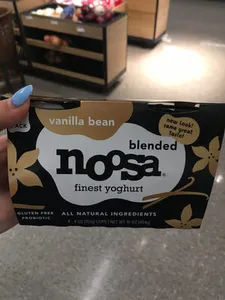 vanilla bean
new look!
same great
taste!
blended
noosa
finest yoghurt
ALL NATURAL INGREDIENTS
GLUTEN FREE
PROBIOTIC